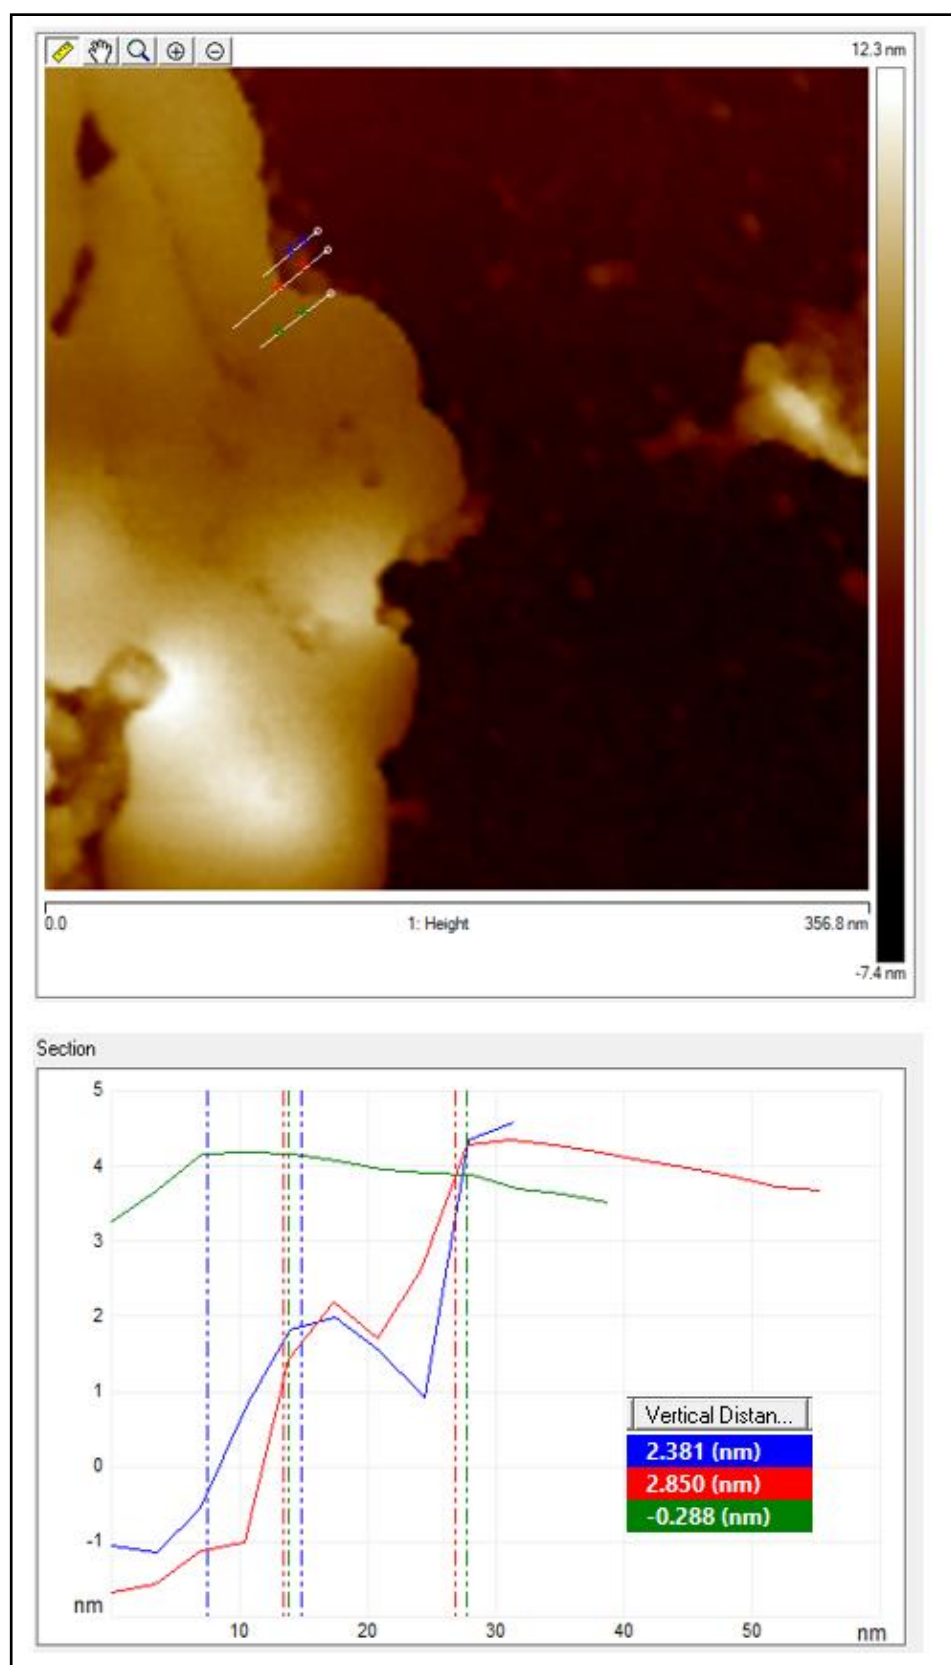 12.3 nm
0.0 1: Height 356.8 nm
-7.4 nm
Section
5
4
3
2
1
0
-1
nm
10 20 30 40 50 nm
Vertical Distan...
2.381 (nm)
2.850 (nm)
-0.288 (nm)